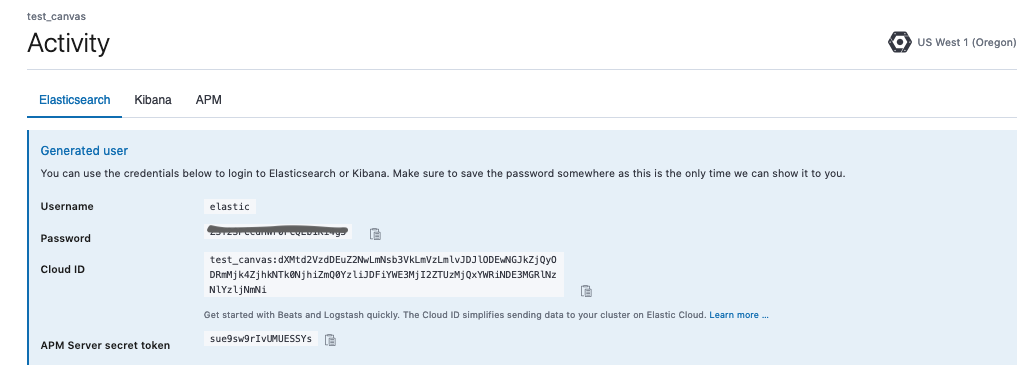 test_canvas
Activity
US West 1 (Oregon)
Elasticsearch Kibana APM
Generated user
You can use the credentials below to login to Elasticsearch or Kibana. Make sure to save the password somewhere as this is the only time we can show it to you.
Username elastic
Password
Cloud ID test_canvas:dXMtd2VzdDEuZ2NwLmNsb3VkLmVzLmlvJDJlODEwNGJkZjQyO
DRmMjk4ZjhkNTk0NjhiZmQ0YzliJDFiYWE3MjI2ZTUzMjQxYWRiNDE3MGRlNz
NlYzljNmNi
Get started with Beats and Logstash quickly. The Cloud ID simplifies sending data to your cluster on Elastic Cloud. Learn more ...
APM Server secret token sue9sw9rIvUMUESSYs